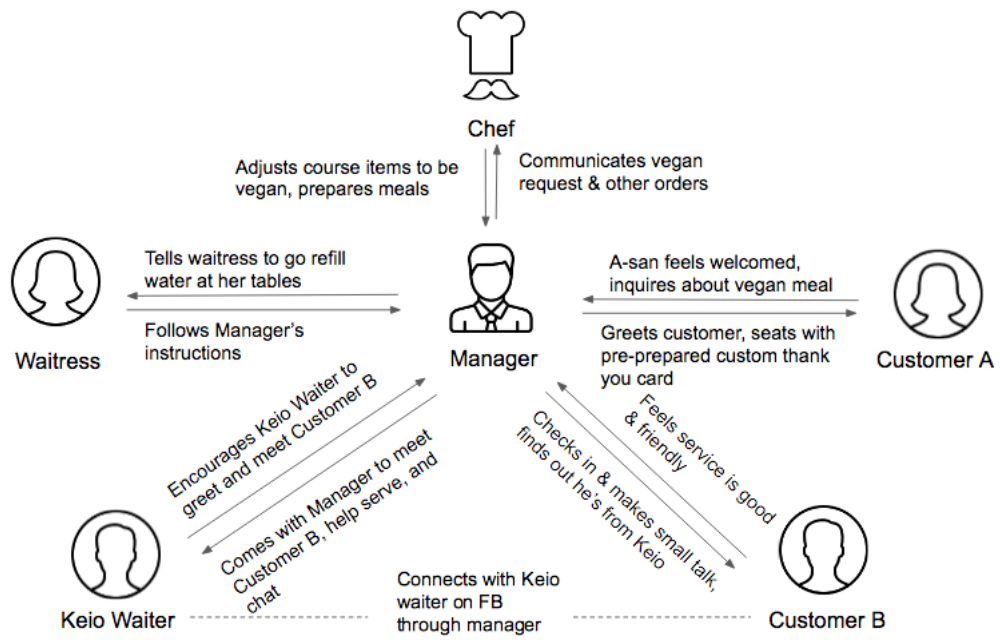 Chef
Adjusts course items to be
vegan, prepares meals
Communicates vegan
request & other orders
Tells waitress to go refill
water at her tables
Follows Manager's
instructions
Waitress
Manager
A-san feels welcomed,
inquires about vegan meal
Greets customer, seats with
pre-prepared custom thank
you card
Customer A
Encourages Keio Waiter to
greet and meet Customer B
Comes with Manager to meet
Customer B, help serve, and
chat
Feels service is good
& friendly
Checks in & makes small talk,
finds out he's from Keio
Keio Waiter
Connects with Keio
waiter on FB
through manager
Customer B